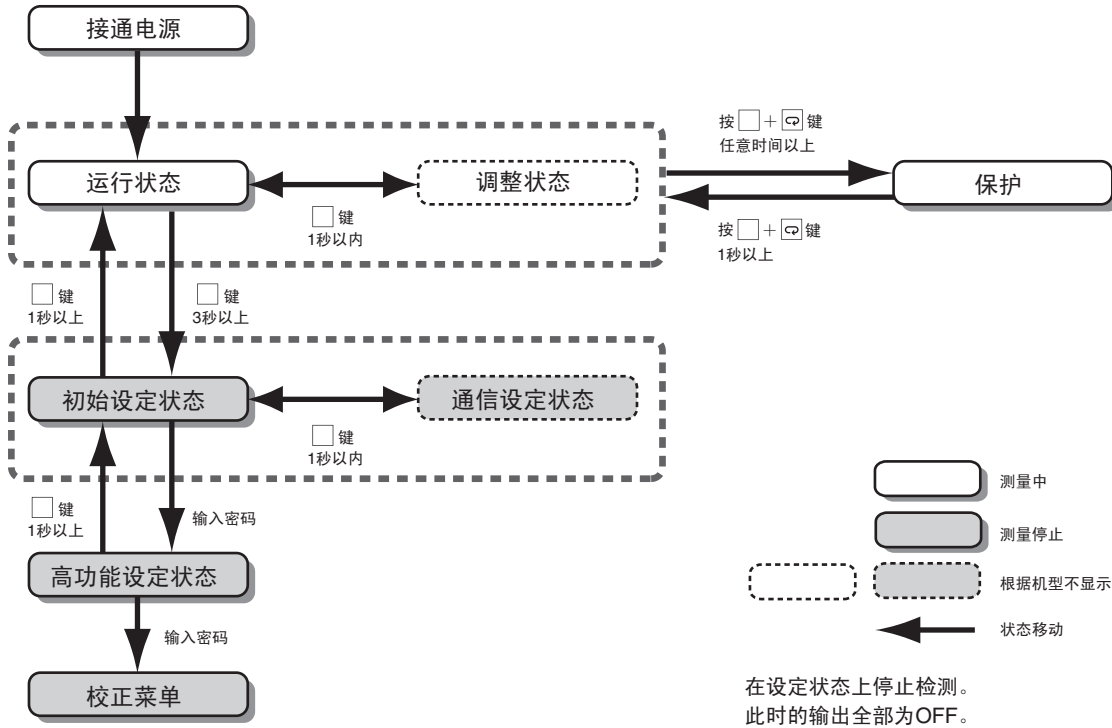 接通电源
按□+键
任意时间以上
运行状态
调整状态
保护
□键
1秒以内
按□+键
1秒以上
□键
1秒以上
□键
3秒以上
初始设定状态
通信设定状态
□键
1秒以内
□键
1秒以上
输入密码
测量中
测量停止
高功能设定状态
根据机型不显示
输入密码
状态移动
校正菜单
在设定状态上停止检测。
此时的输出全部为OFF。